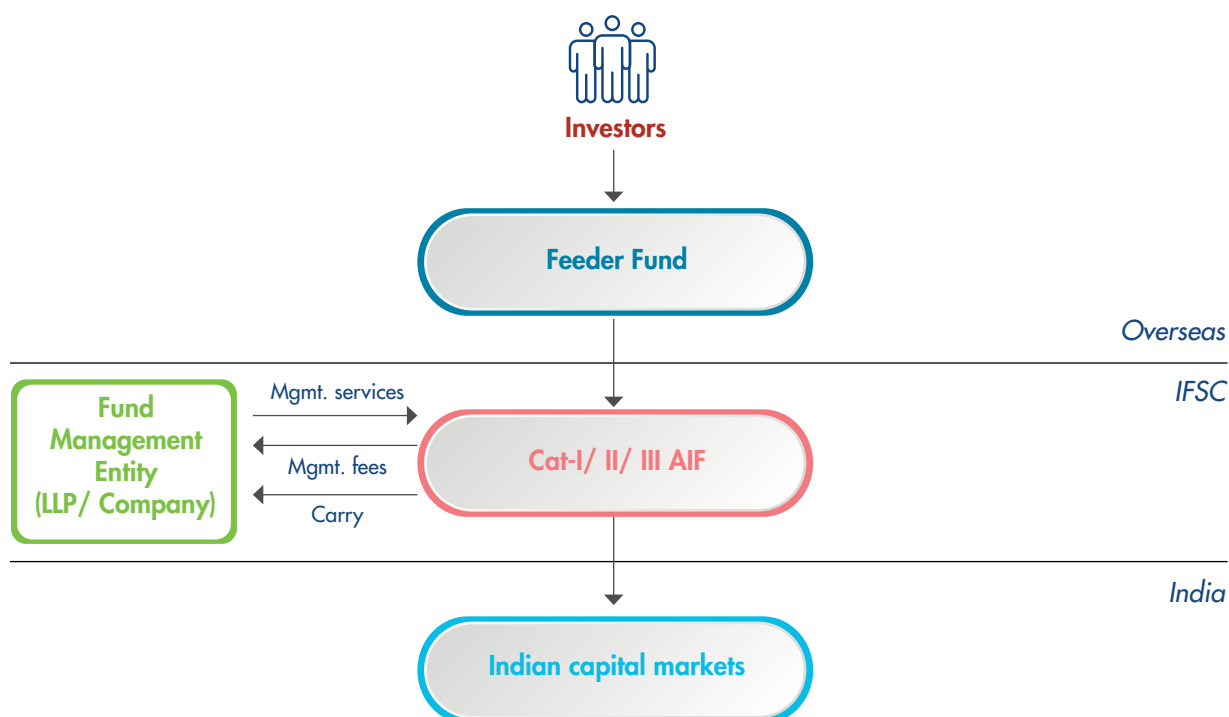 Investors
Feeder Fund
Overseas
IFSC
Mgmt. services
Fund
Management
Entity
(LLP/ Company)
Mgmt. fees
Carry
Cat-I/ II/ III AIF
India
Indian capital markets